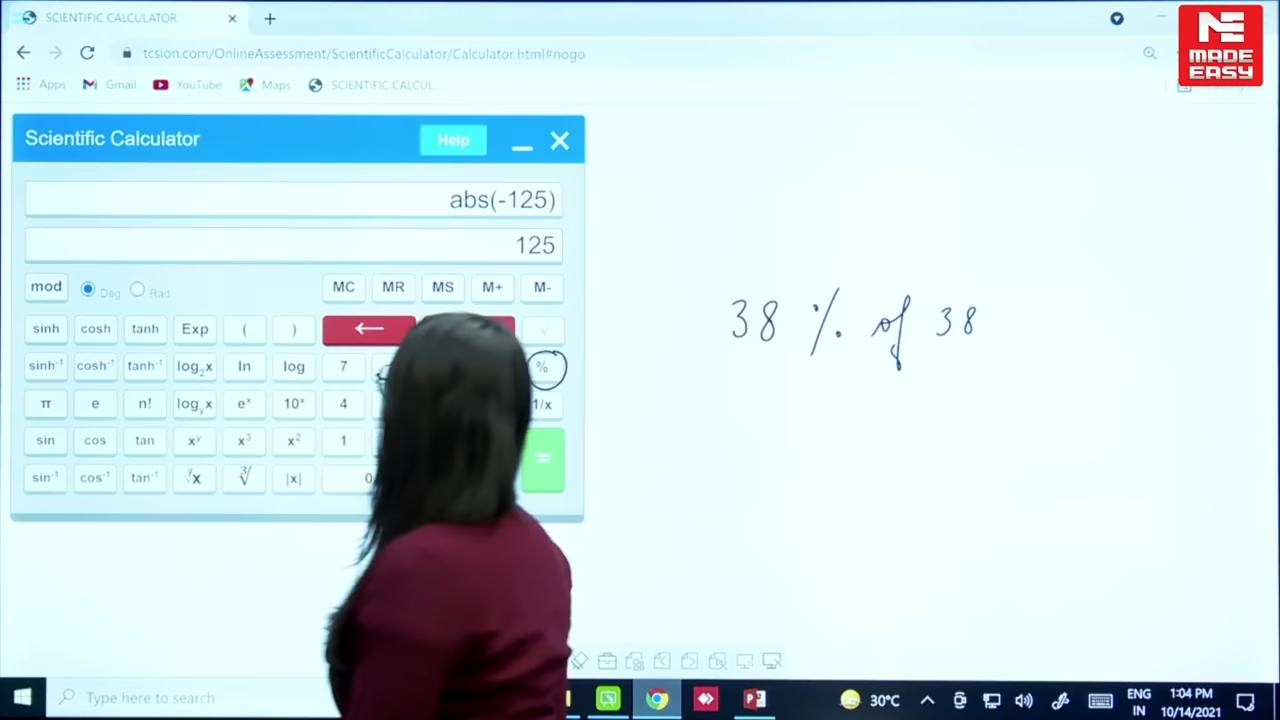 SCIENTIFIC CALCULATOR
tcsion.com/OnlineAssessment/ScientificCalculator/Calculator.html#nogo
MADE EASY
Apps Gmail YouTube Maps SCIENTIFIC CALCUL...
Scientific Calculator Help
abs(-125)
125
mod Deg Rad MC MR MS M+ M-
sinh cosh tanh Exp ( ) ← √
sinh⁻¹ cosh⁻¹ tanh⁻¹ log₂x ln log 7 %
π e n! logᵧx eˣ 10ˣ 4 1/x
sin cos tan xʸ x³ x² 1 =
sin⁻¹ cos⁻¹ tan⁻¹ ʸ√x ³√ |x| 0
38 % of 38
Type here to search
30°C ENG 1:04 PM
IN 10/14/2021